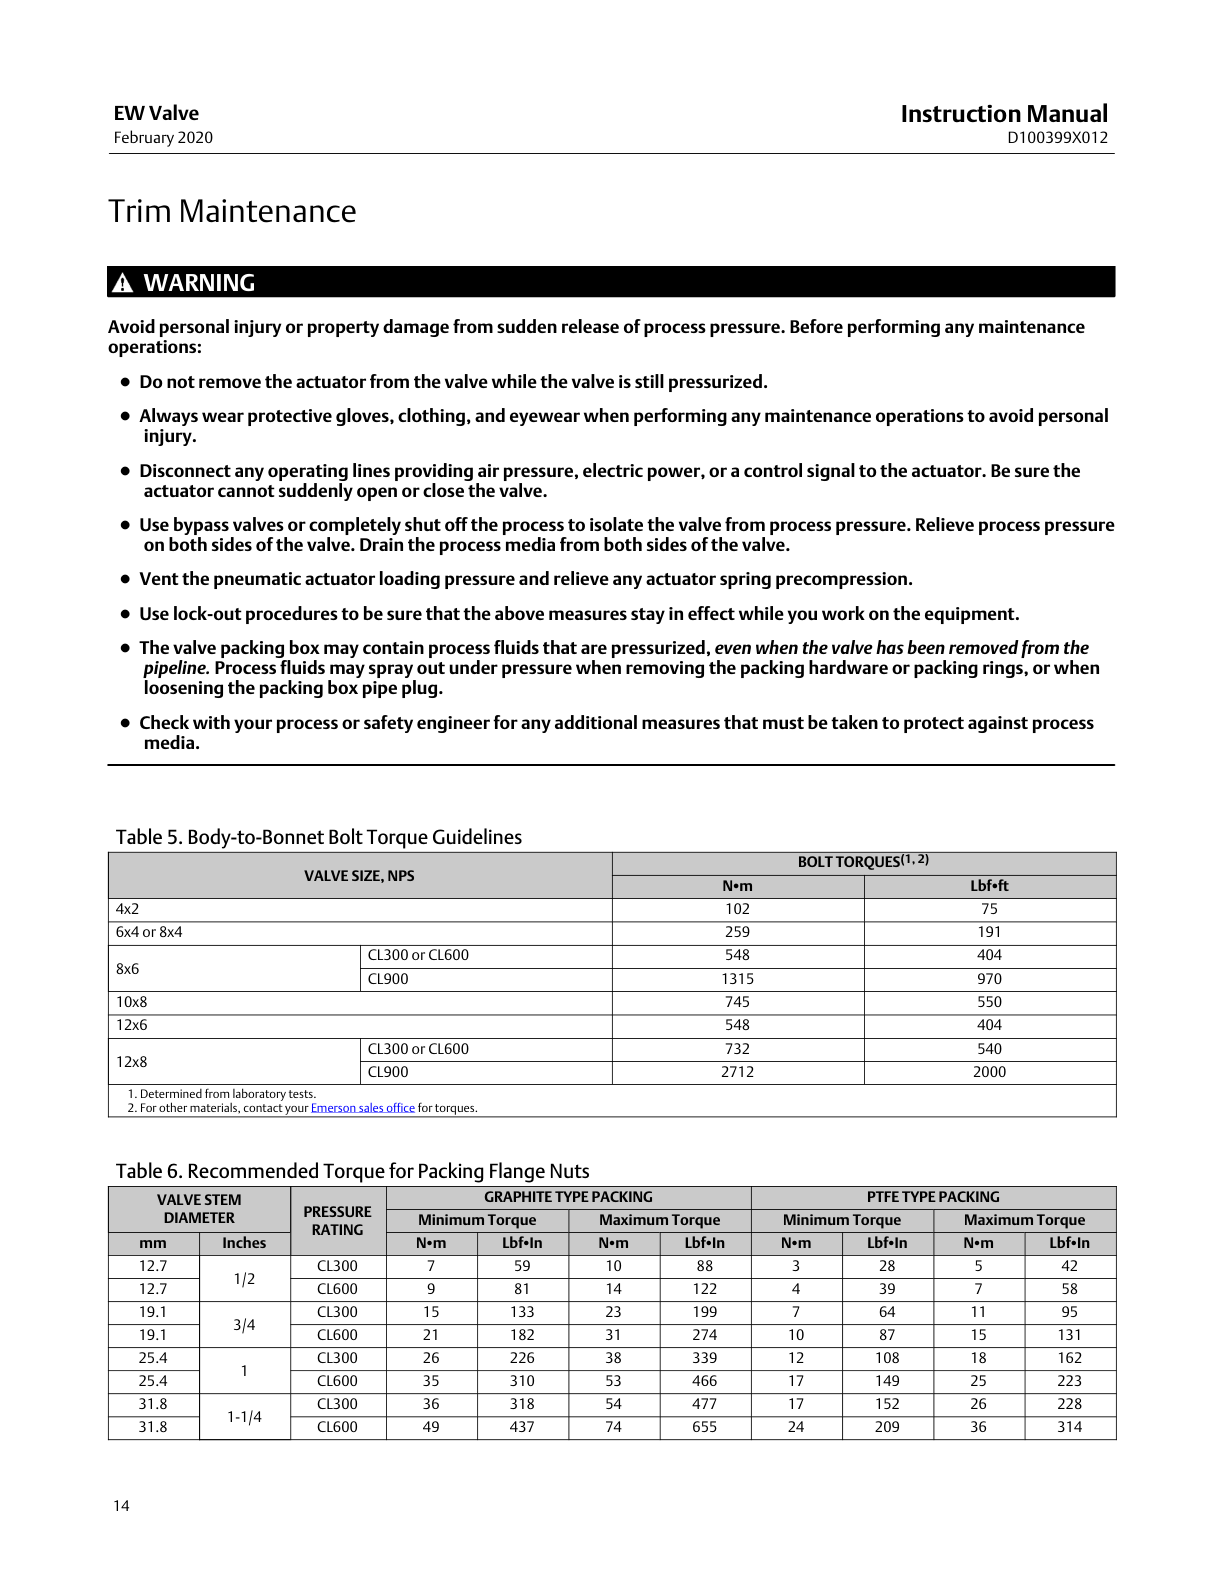 EW Valve
February 2020
Instruction Manual
D100399X012
Trim Maintenance
WARNING
Avoid personal injury or property damage from sudden release of process pressure. Before performing any maintenance
operations:
● Do not remove the actuator from the valve while the valve is still pressurized.
● Always wear protective gloves, clothing, and eyewear when performing any maintenance operations to avoid personal
injury.
● Disconnect any operating lines providing air pressure, electric power, or a control signal to the actuator. Be sure the
actuator cannot suddenly open or close the valve.
● Use bypass valves or completely shut off the process to isolate the valve from process pressure. Relieve process pressure
on both sides of the valve. Drain the process media from both sides of the valve.
● Vent the pneumatic actuator loading pressure and relieve any actuator spring precompression.
● Use lock-out procedures to be sure that the above measures stay in effect while you work on the equipment.
● The valve packing box may contain process fluids that are pressurized, even when the valve has been removed from the
pipeline. Process fluids may spray out under pressure when removing the packing hardware or packing rings, or when
loosening the packing box pipe plug.
● Check with your process or safety engineer for any additional measures that must be taken to protect against process
media.
Table 5. Body-to-Bonnet Bolt Torque Guidelines
VALVE SIZE, NPS BOLT TORQUES(1, 2)
N•m Lbf•ft
4x2 102 75
6x4 or 8x4 259 191
8x6 CL300 or CL600 548 404
CL900 1315 970
10x8 745 550
12x6 548 404
12x8 CL300 or CL600 732 540
CL900 2712 2000
1. Determined from laboratory tests.
2. For other materials, contact your Emerson sales office for torques.
Table 6. Recommended Torque for Packing Flange Nuts
VALVE STEM
DIAMETER
PRESSURE
RATING
GRAPHITE TYPE PACKING PTFE TYPE PACKING
Minimum Torque Maximum Torque Minimum Torque Maximum Torque
mm Inches N•m Lbf•In N•m Lbf•In N•m Lbf•In N•m Lbf•In
12.7 1/2 CL300 7 59 10 88 3 28 5 42
12.7 CL600 9 81 14 122 4 39 7 58
19.1 3/4 CL300 15 133 23 199 7 64 11 95
19.1 CL600 21 182 31 274 10 87 15 131
25.4 1 CL300 26 226 38 339 12 108 18 162
25.4 CL600 35 310 53 466 17 149 25 223
31.8 1-1/4 CL300 36 318 54 477 17 152 26 228
31.8 CL600 49 437 74 655 24 209 36 314
14